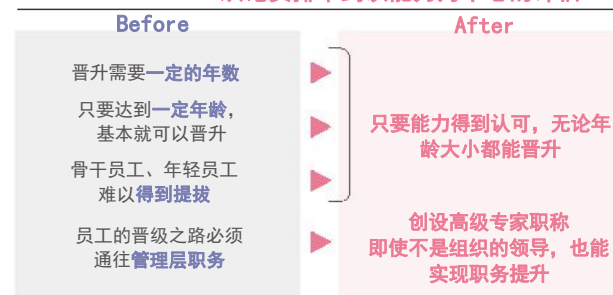 Before
After
晋升需要一定的年数
只要达到一定年龄,
基本就可以晋升
骨干员工、年轻员工
难以得到提拔
员工的晋级之路必须
通往管理层职务
只要能力得到认可，无论年
龄大小都能晋升
创设高级专家职称
即使不是组织的领导，也能
实现职务提升